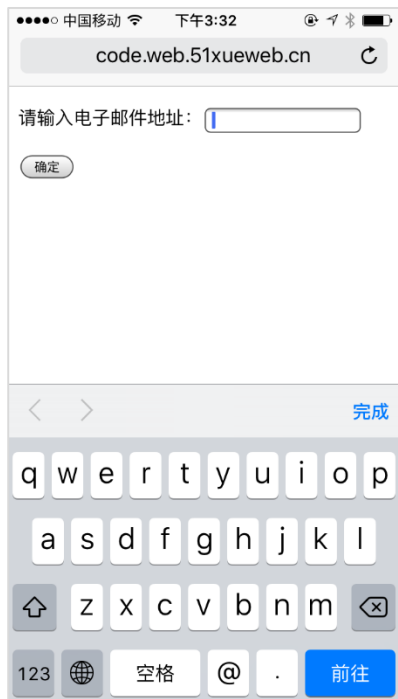 中国移动 下午3:32
code.web.51xueweb.cn
请输入电子邮件地址：
确定
完成
q w e r t y u i o p
a s d f g h j k l
z x c v b n m
123 空格 @ . 前往